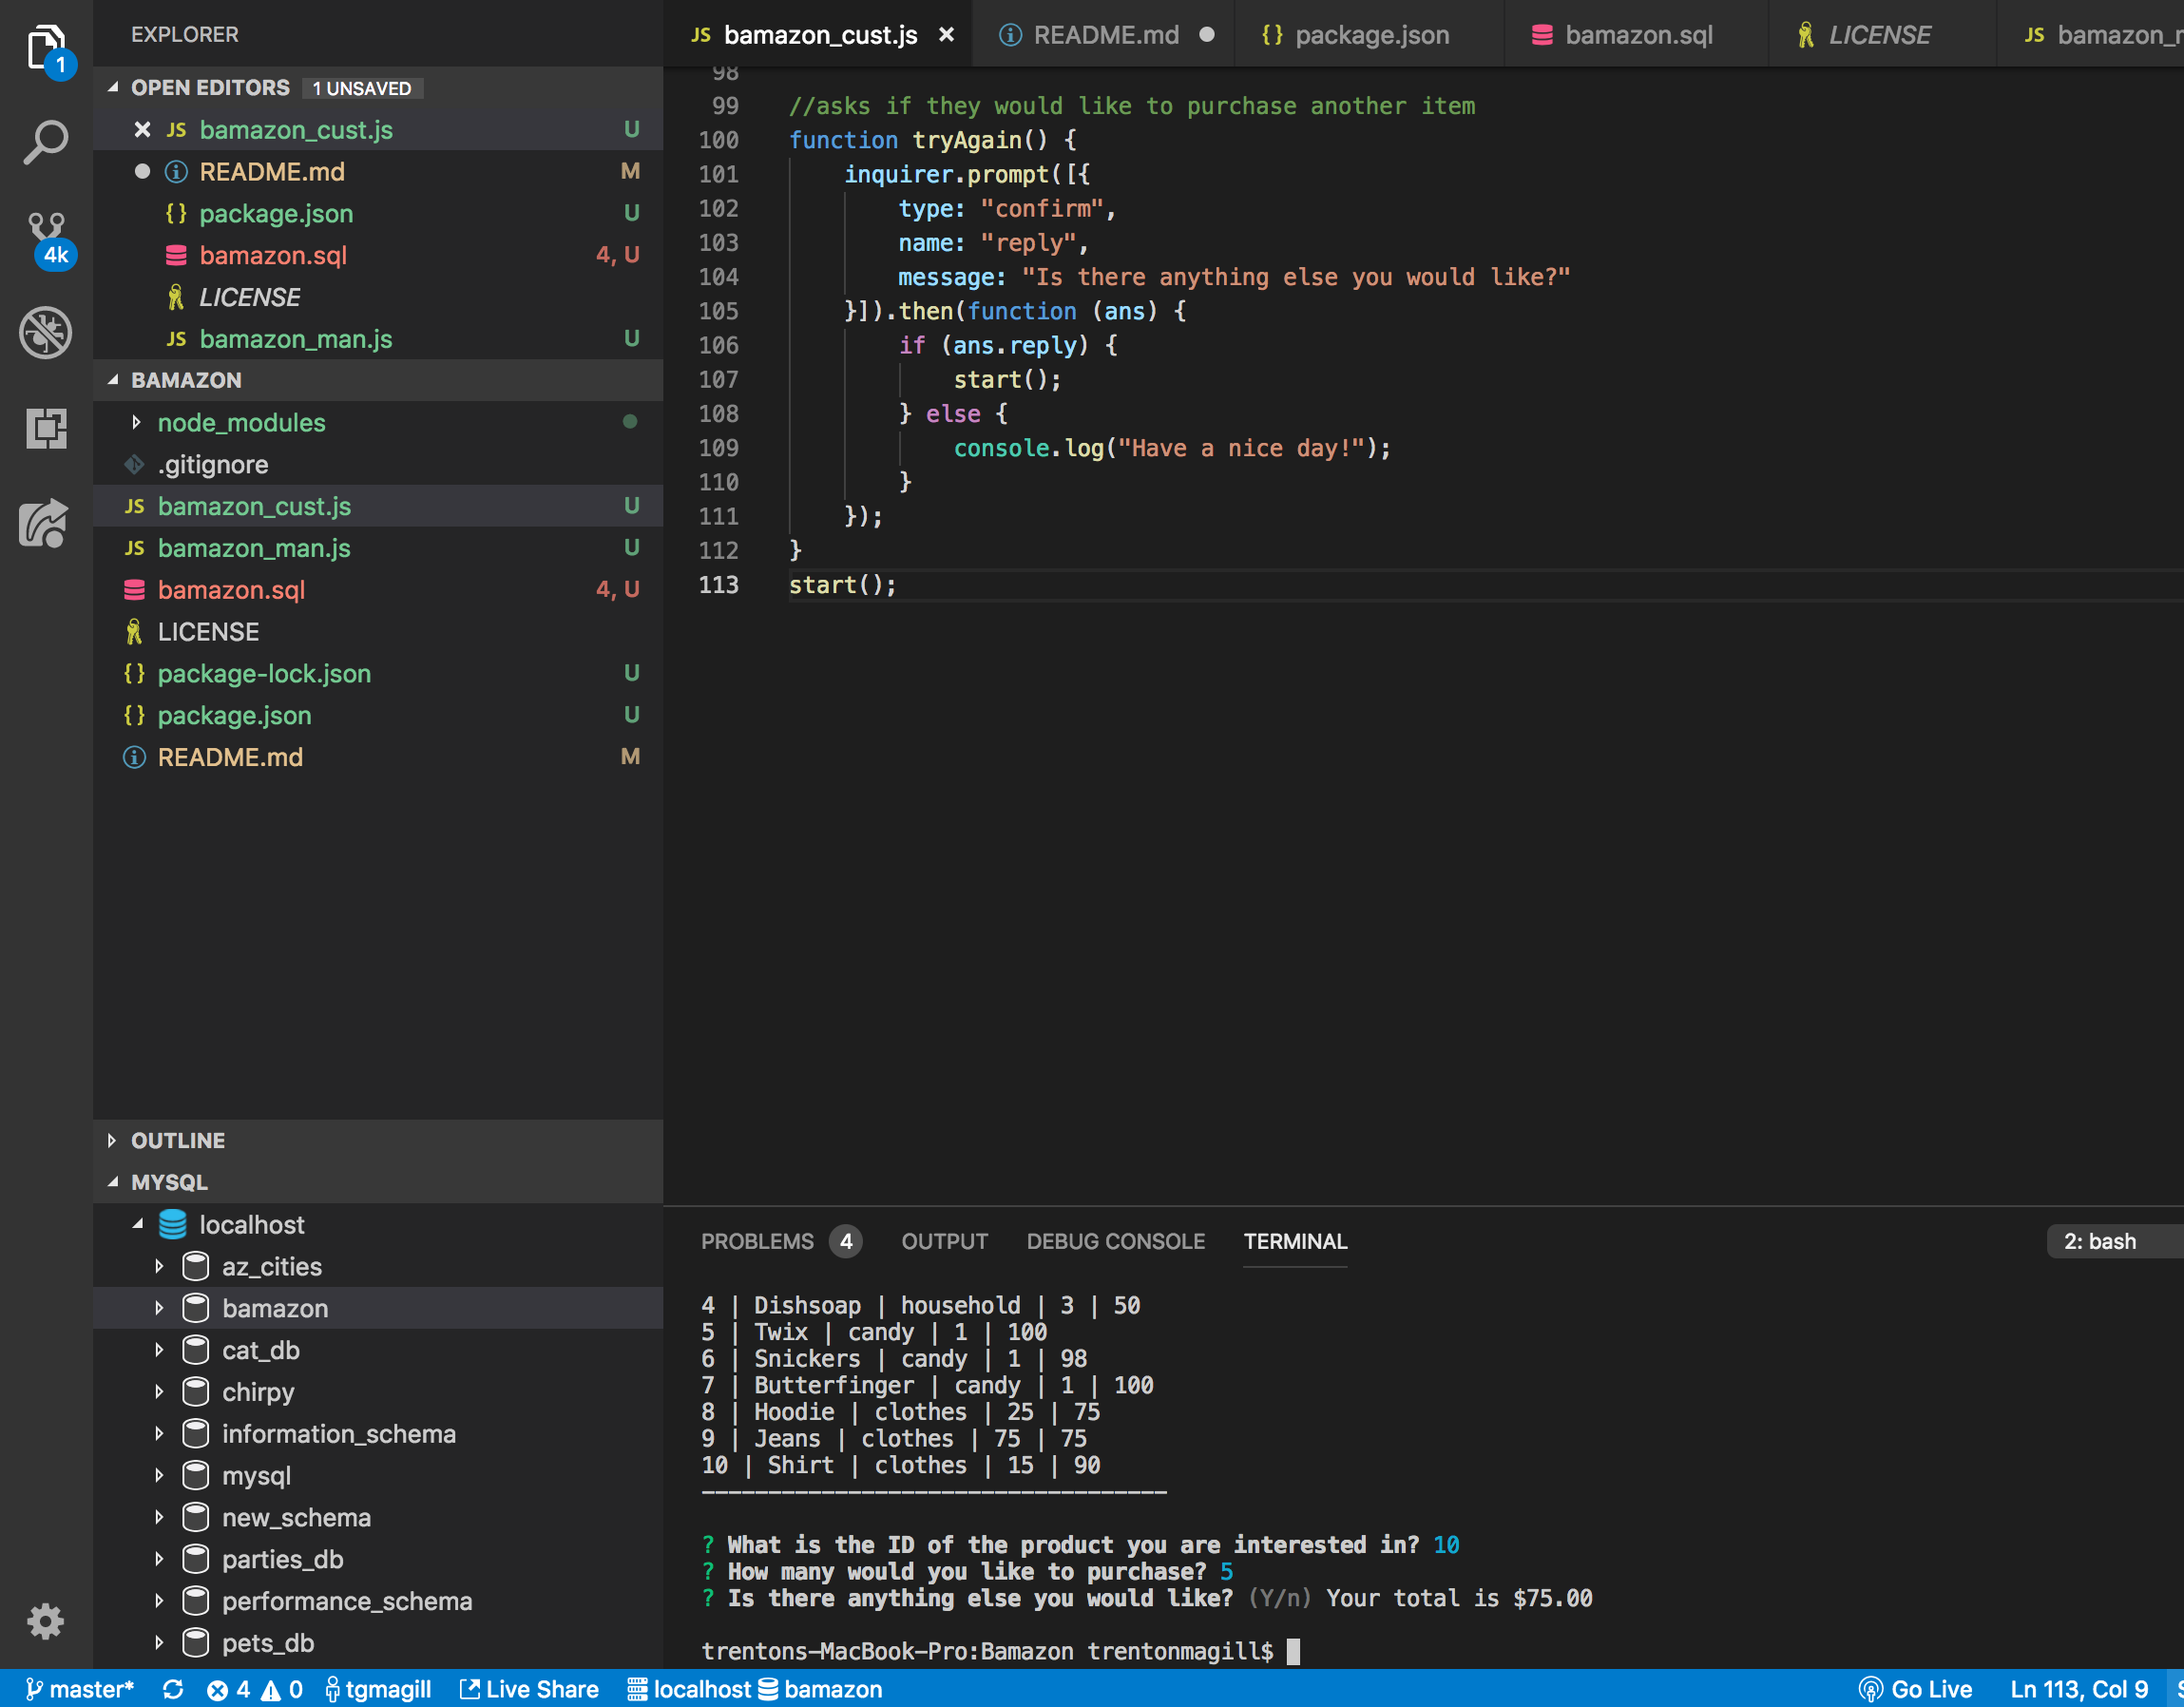 1
4k
EXPLORER
OPEN EDITORS 1 UNSAVED
JS bamazon_cust.js U
README.md M
{} package.json U
bamazon.sql 4, U
LICENSE
JS bamazon_man.js U
BAMAZON
node_modules
.gitignore
JS bamazon_cust.js U
JS bamazon_man.js U
bamazon.sql 4, U
LICENSE
{} package-lock.json U
{} package.json U
README.md M
OUTLINE
MYSQL
localhost
az_cities
bamazon
cat_db
chirpy
information_schema
mysql
new_schema
parties_db
performance_schema
pets_db
JS bamazon_cust.js README.md {} package.json bamazon.sql LICENSE JS bamazon_
98
99 //asks if they would like to purchase another item
100 function tryAgain() {
101 inquirer.prompt([{
102 type: "confirm",
103 name: "reply",
104 message: "Is there anything else you would like?"
105 }]).then(function (ans) {
106 if (ans.reply) {
107 start();
108 } else {
109 console.log("Have a nice day!");
110 }
111 });
112 }
113 start();
PROBLEMS 4 OUTPUT DEBUG CONSOLE TERMINAL 2: bash
4 | Dishsoap | household | 3 | 50
5 | Twix | candy | 1 | 100
6 | Snickers | candy | 1 | 98
7 | Butterfinger | candy | 1 | 100
8 | Hoodie | clothes | 25 | 75
9 | Jeans | clothes | 75 | 75
10 | Shirt | clothes | 15 | 90
-----------------------------------
? What is the ID of the product you are interested in? 10
? How many would you like to purchase? 5
? Is there anything else you would like? (Y/n) Your total is $75.00
trentons-MacBook-Pro:Bamazon trentonmagill$
master* 4 0 tgmagill Live Share localhost bamazon Go Live Ln 113, Col 9